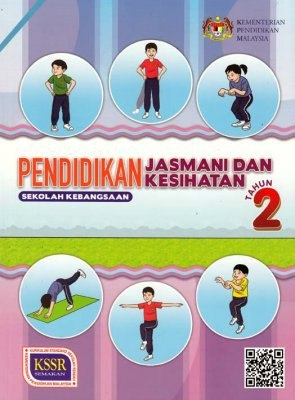 KEMENTERIAN
PENDIDIKAN
MALAYSIA
PENDIDIKAN JASMANI DAN
KESIHATAN
SEKOLAH KEBANGSAAN
TAHUN
2
KSSR
SEMAKAN